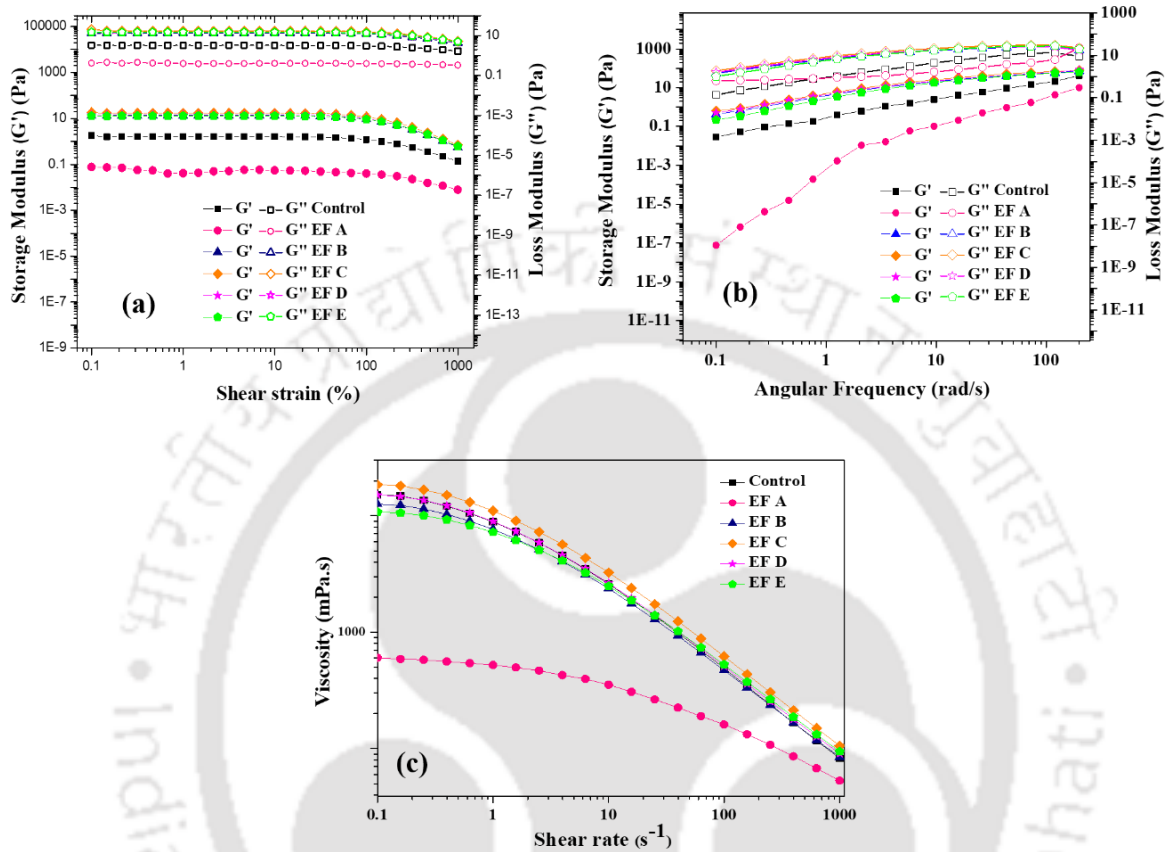 Storage Modulus (G') (Pa)
100000
1000
10
0.1
1E-3
1E-5
1E-7
1E-9
G' G'' Control
G' G'' EF A
G' G'' EF B
G' G'' EF C
G' G'' EF D
G' G'' EF E
(a)
10
0.1
1E-3
1E-5
1E-7
1E-9
1E-11
1E-13
Loss Modulus (G'') (Pa)
0.1 1 10 100 1000
Shear strain (%)
Storage Modulus (G') (Pa)
1000
10
0.1
1E-3
1E-5
1E-7
1E-9
1E-11
G' G'' Control
G' G'' EF A
G' G'' EF B
G' G'' EF C
G' G'' EF D
G' G'' EF E
(b)
1000
10
0.1
1E-3
1E-5
1E-7
1E-9
1E-11
Loss Modulus (G'') (Pa)
0.1 1 10 100
Angular Frequency (rad/s)
Viscosity (mPa.s)
1000
Control
EF A
EF B
EF C
EF D
EF E
(c)
0.1 1 10 100 1000
Shear rate (s⁻¹)
भारतीय
Indi
hati